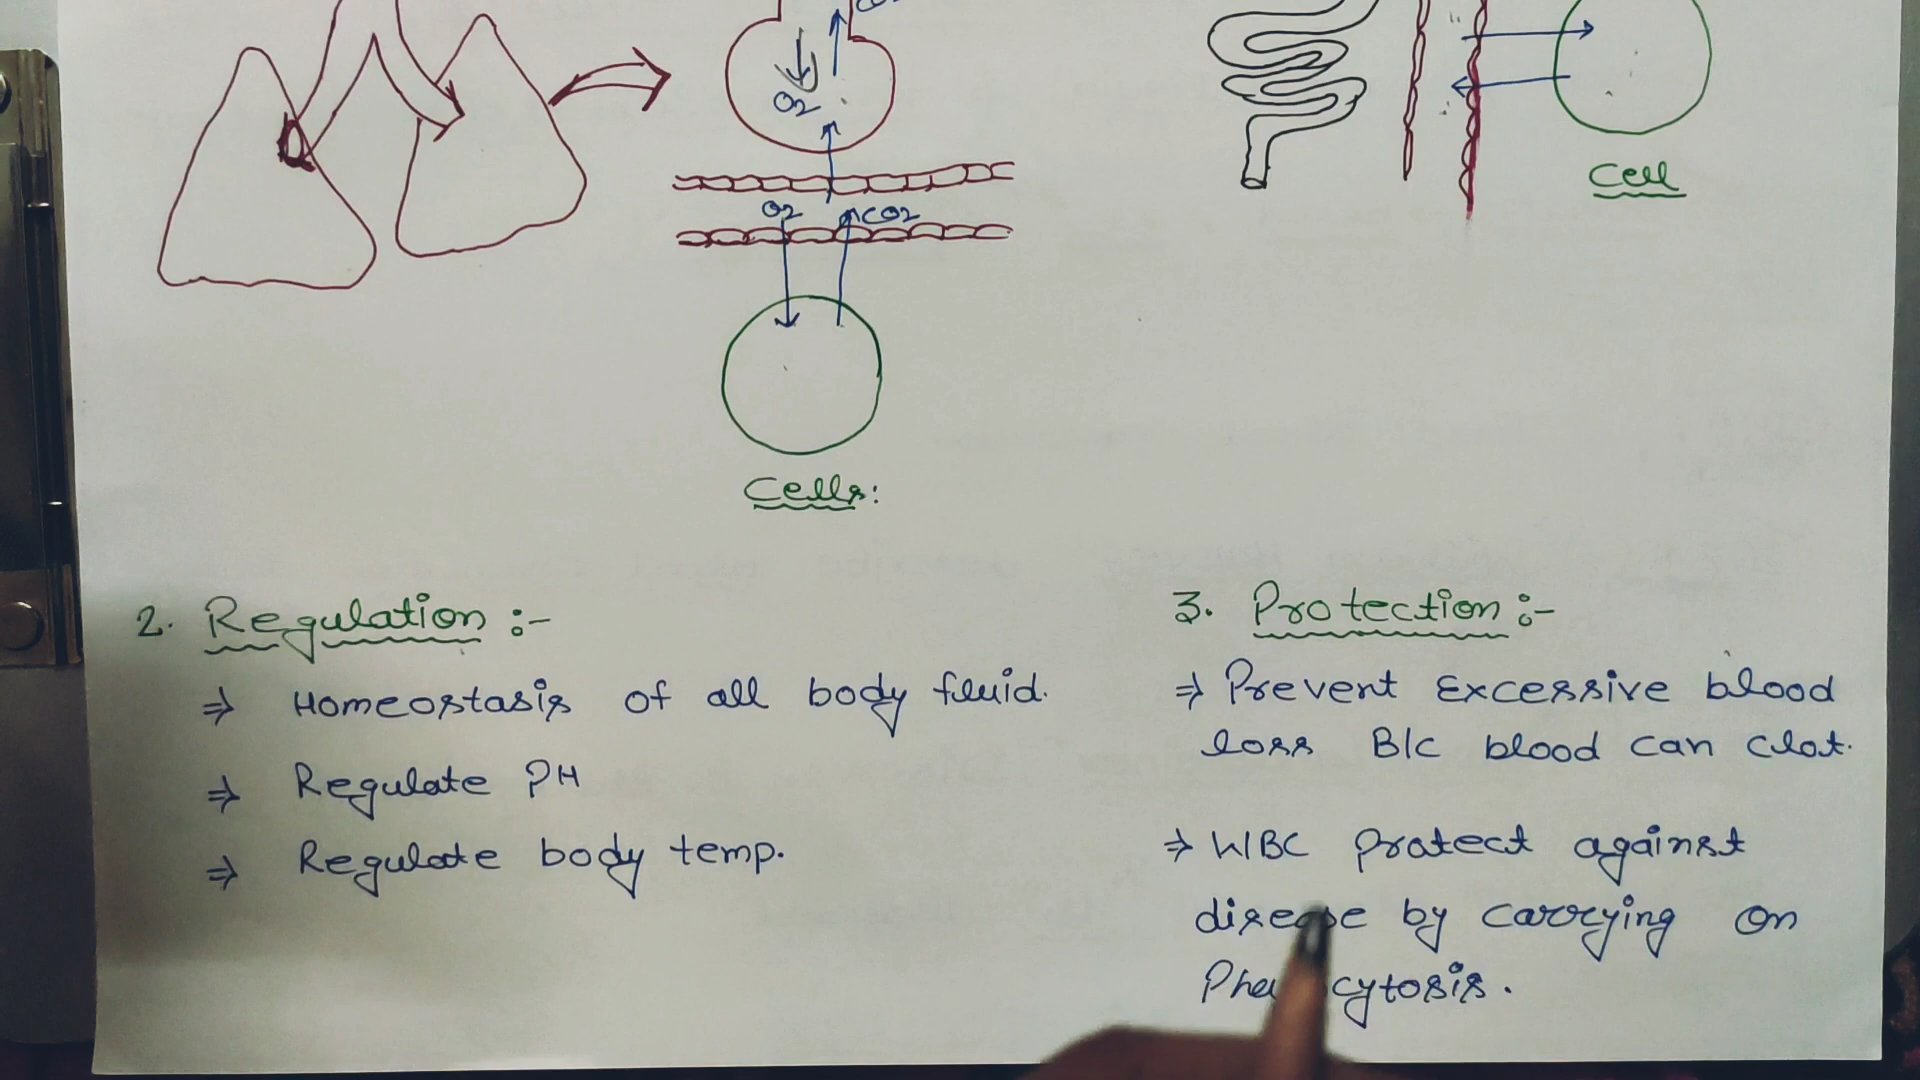 O2
O2
CO2
Cell
Cells:
2. Regulation :-
⇒ Homeostasis of all body fluid.
⇒ Regulate PH
⇒ Regulate body temp.
3. Protection :-
⇒ Prevent Excessive blood
loss B/c blood can clot.
⇒ WBC protect against
disease by carrying on